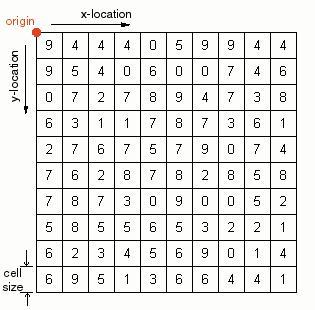 x-location
origin
y-location
9 4 4 4 0 5 9 9 4 4
9 5 4 0 6 0 0 7 4 6
0 7 2 7 8 9 4 7 3 8
6 3 1 1 7 8 7 3 6 1
2 7 6 7 5 7 9 0 7 4
7 6 2 8 7 8 2 8 5 8
7 8 7 3 0 9 0 0 5 2
5 8 5 5 6 5 3 2 2 1
6 2 3 4 5 6 9 0 1 4
6 9 5 1 3 6 6 4 4 1
cell
size